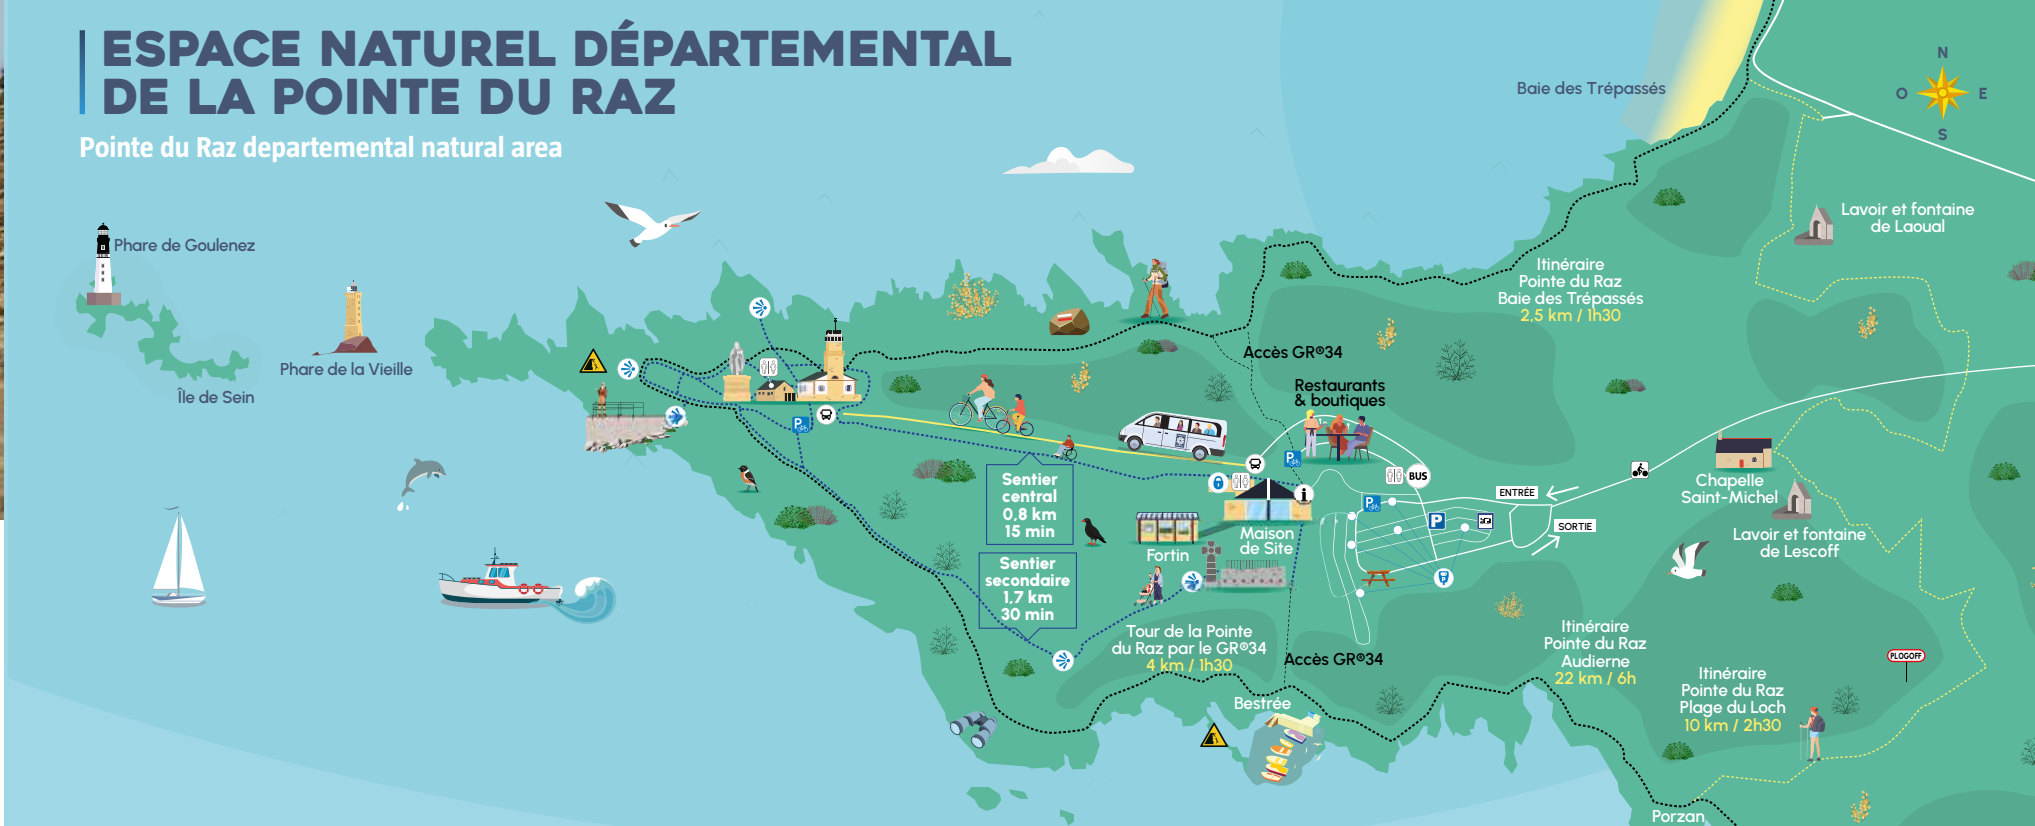 ESPACE NATUREL DÉPARTEMENTAL
DE LA POINTE DU RAZ
Pointe du Raz departemental natural area
N
O
E
S
Baie des Trépassés
Lavoir et fontaine
de Laoual
Phare de Goulenez
Phare de la Vieille
Île de Sein
Itinéraire
Pointe du Raz
Baie des Trépassés
2,5 km / 1h30
Accès GR®34
Restaurants
& boutiques
P
P
BUS
i
P
P
P
ENTRÉE
SORTIE
Chapelle
Saint-Michel
Lavoir et fontaine
de Lescoff
Sentier
central
0,8 km
15 min
Fortin
Maison
de Site
Sentier
secondaire
1,7 km
30 min
Tour de la Pointe
du Raz par le GR®34
4 km / 1h30
Accès GR®34
Itinéraire
Pointe du Raz
Audierne
22 km / 6h
PLOGOFF
Itinéraire
Pointe du Raz
Plage du Loch
10 km / 2h30
Bestrée
Porzan